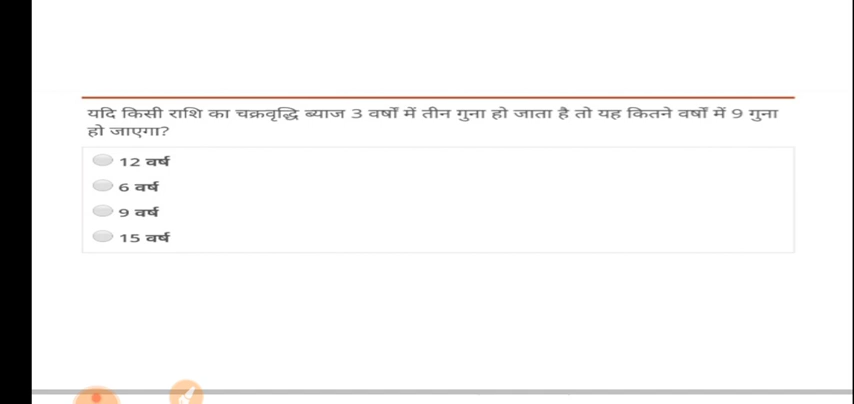 यदि किसी राशि का चक्रवृद्धि ब्याज 3 वर्षों में तीन गुना हो जाता है तो यह कितने वर्षों में 9 गुना
हो जाएगा?
12 वर्ष
6 वर्ष
9 वर्ष
15 वर्ष